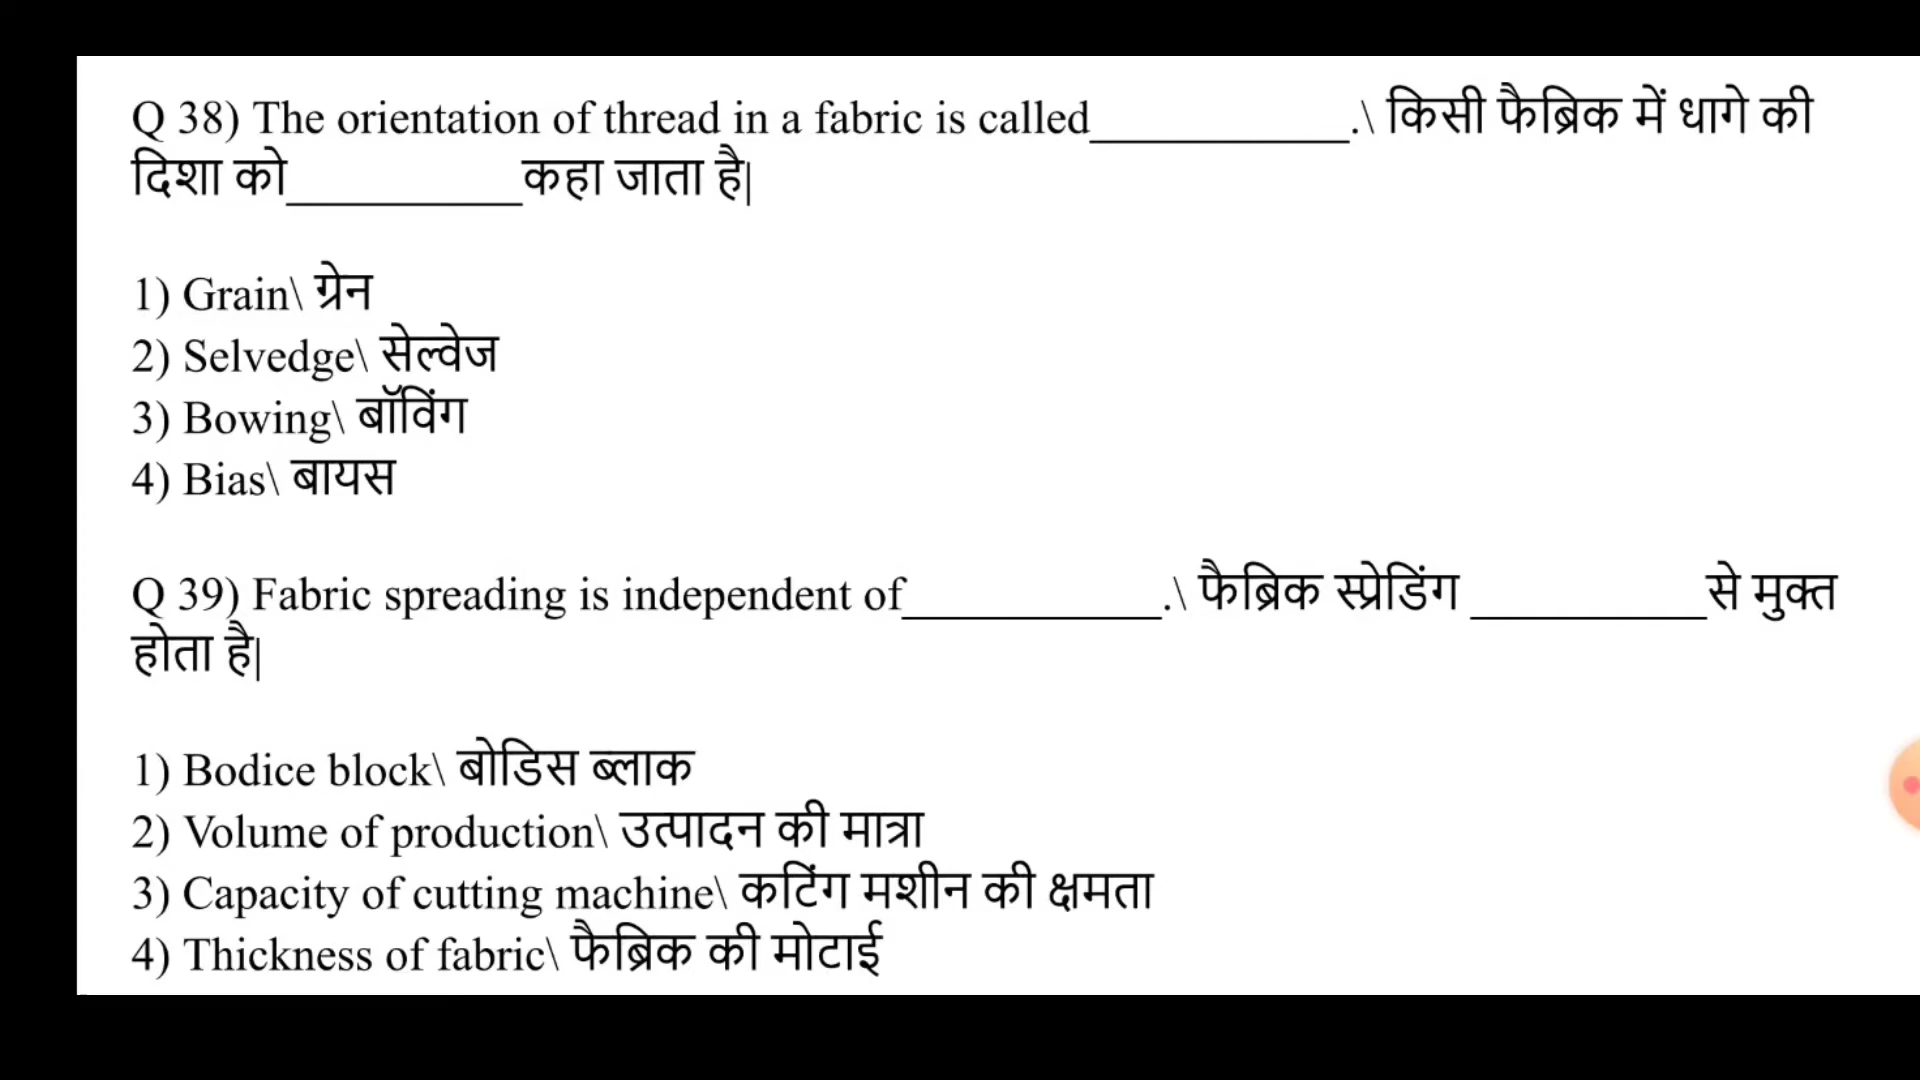 Q 38) The orientation of thread in a fabric is called___________.\ किसी फैब्रिक में धागे की
दिशा को__________कहा जाता है|
1) Grain\ ग्रेन
2) Selvedge\ सेल्वेज
3) Bowing\ बॉविंग
4) Bias\ बायस
Q 39) Fabric spreading is independent of___________.\ फैब्रिक स्प्रेडिंग __________से मुक्त
होता है|
1) Bodice block\ बोडिस ब्लाक
2) Volume of production\ उत्पादन की मात्रा
3) Capacity of cutting machine\ कटिंग मशीन की क्षमता
4) Thickness of fabric\ फैब्रिक की मोटाई